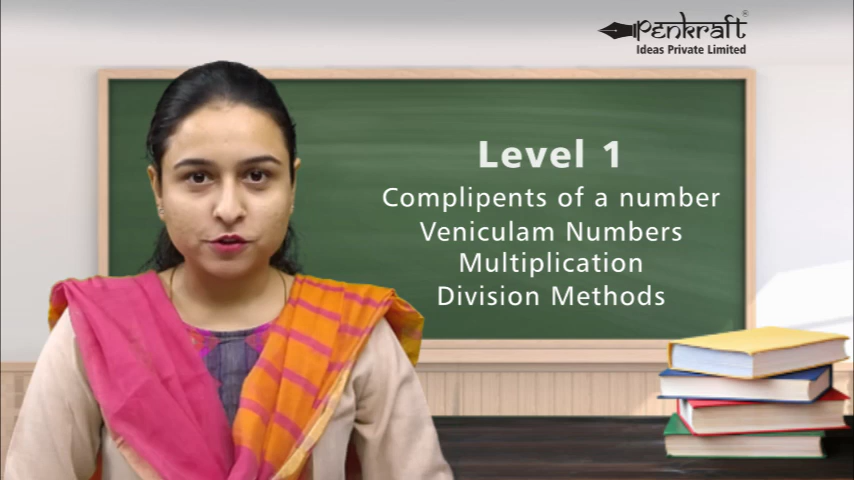 Penkraft®
Ideas Private Limited
Level 1
Complipents of a number
Veniculam Numbers
Multiplication
Division Methods